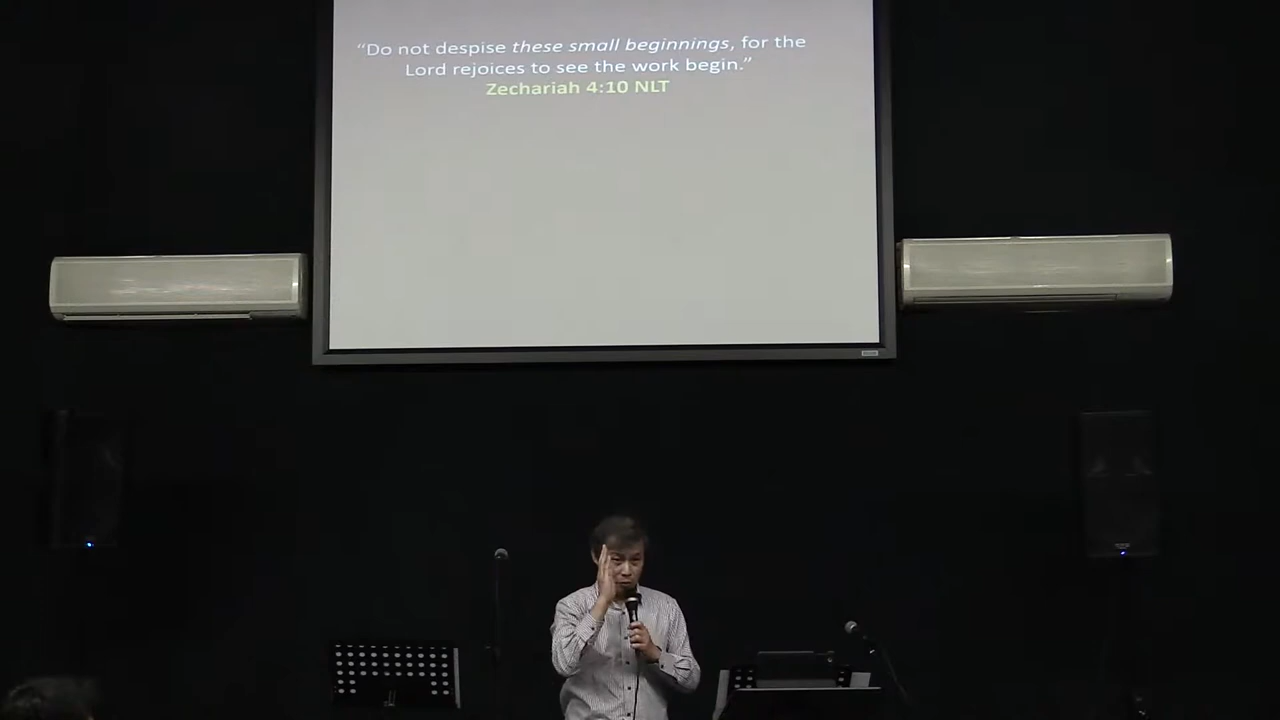 “Do not despise these small beginnings, for the
Lord rejoices to see the work begin.”
Zechariah 4:10 NLT